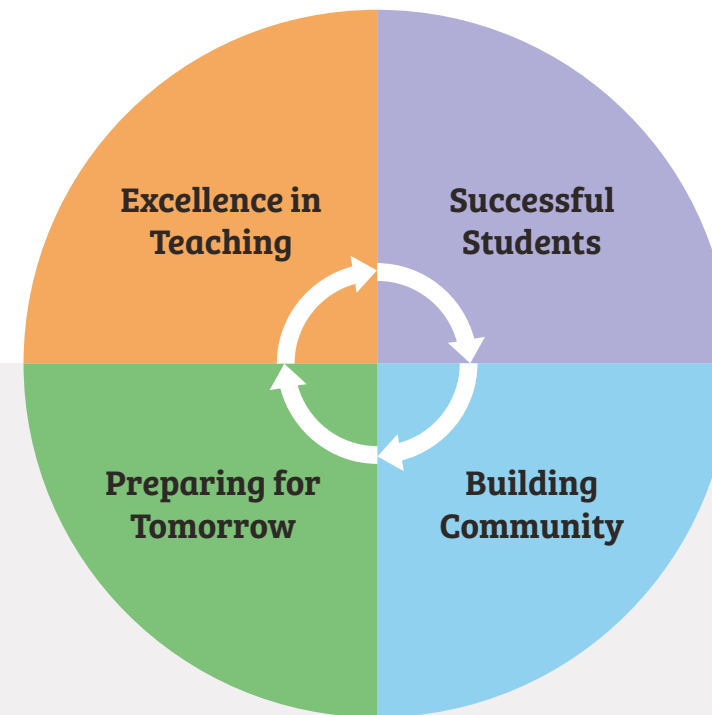 Excellence in
Teaching
Successful
Students
Preparing for
Tomorrow
Building
Community